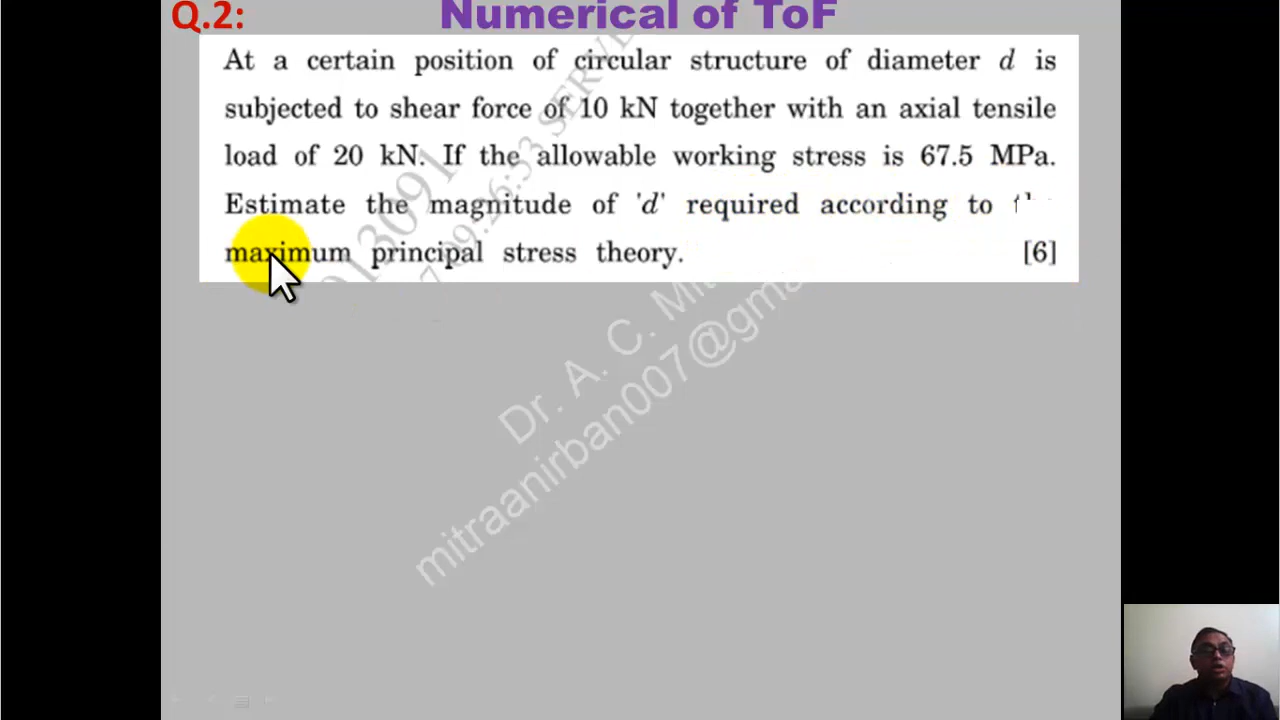 Q.2:
Numerical of ToF
At a certain position of circular structure of diameter d is
subjected to shear force of 10 kN together with an axial tensile
load of 20 kN. If the allowable working stress is 67.5 MPa.
Estimate the magnitude of 'd' required according to
maximum principal stress theory. [6]
Dr. A. C. Mit
mitraanirban007@gma